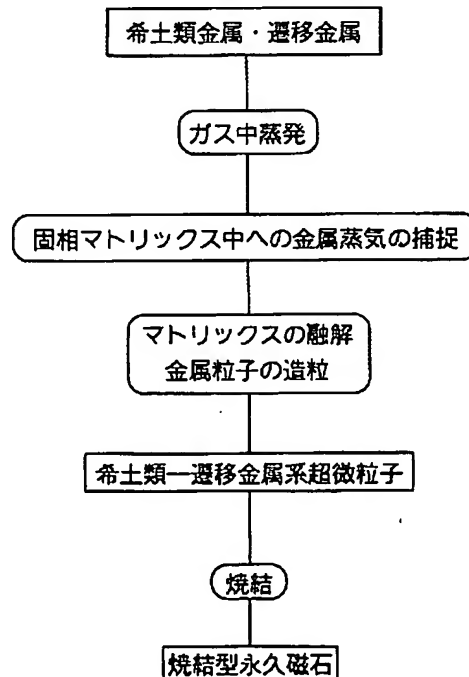 希土類金属・遷移金属
ガス中蒸発
固相マトリックス中への金属蒸気の捕捉
マトリックスの融解
金属粒子の造粒
希土類—遷移金属系超微粒子
焼結
焼結型永久磁石